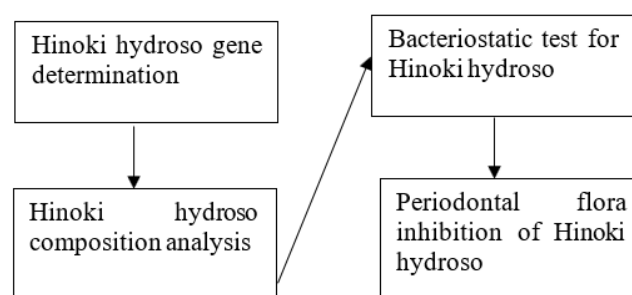 Hinoki hydroso gene
determination
Hinoki hydroso
composition analysis
Bacteriostatic test for
Hinoki hydroso
Periodontal flora
inhibition of Hinoki
hydroso